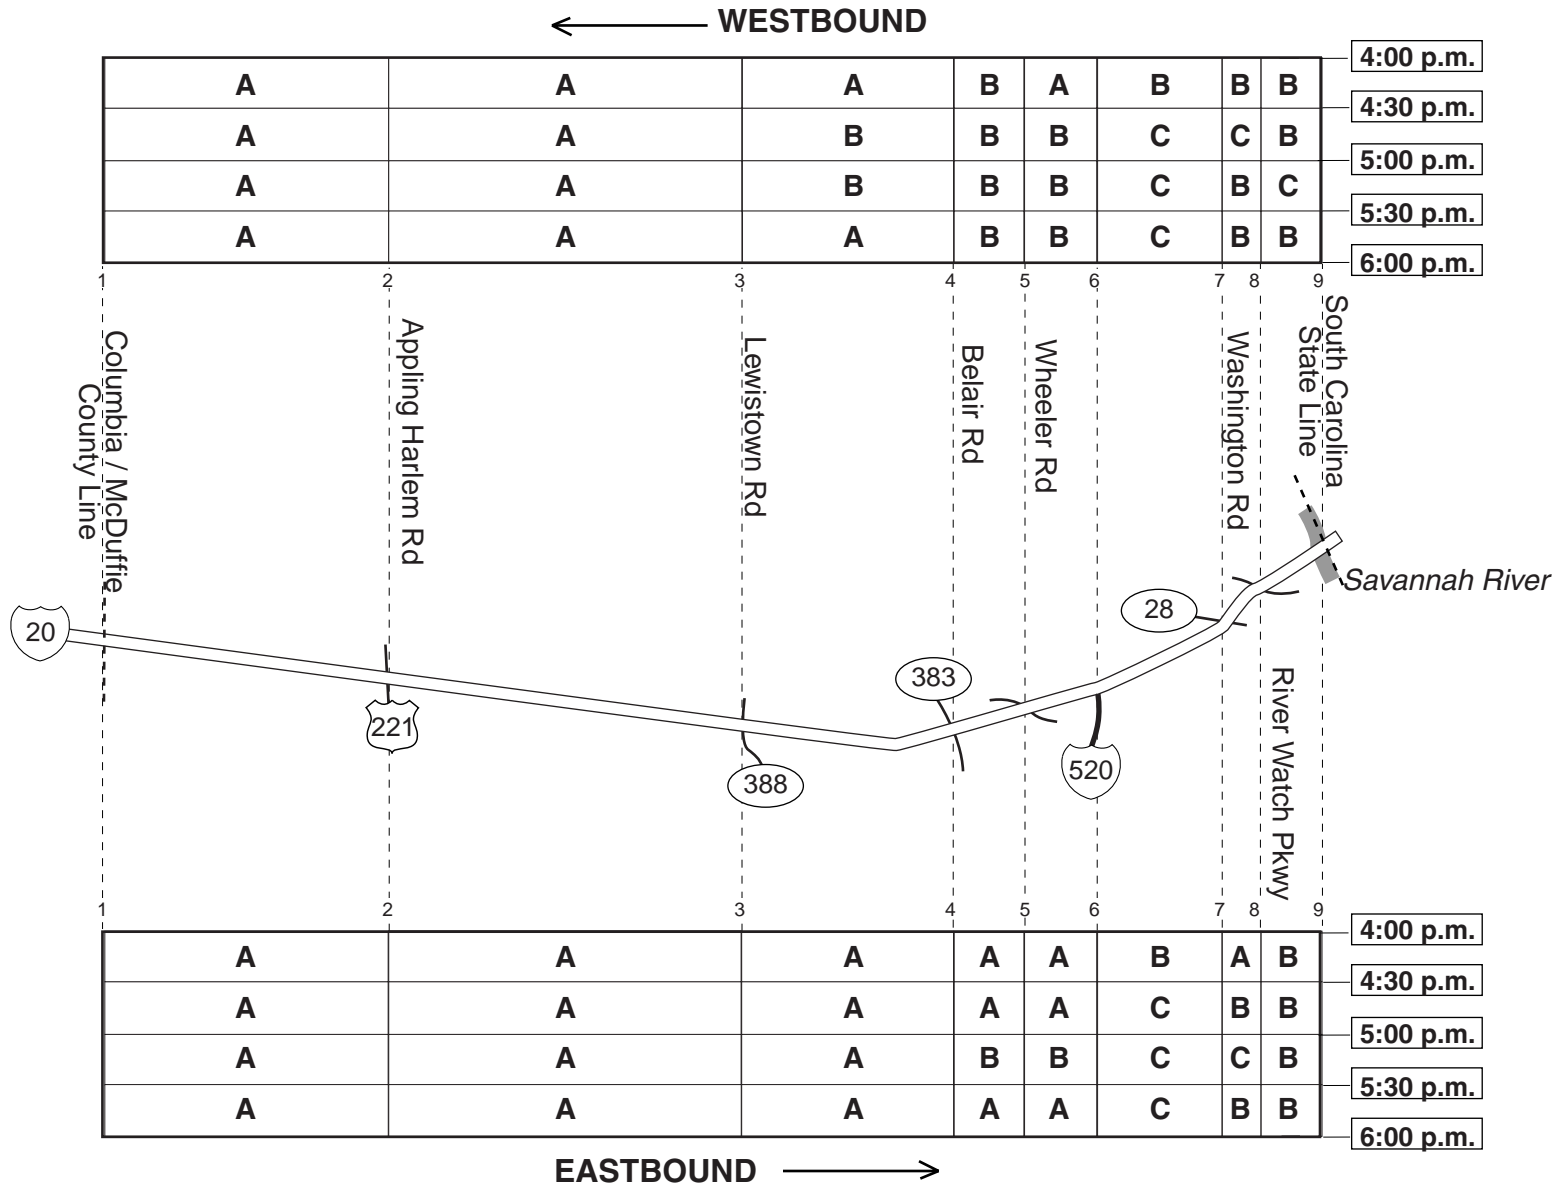 WESTBOUND
4:00 p.m.
A A A B A B B B
4:30 p.m.
A A B B B C C B
5:00 p.m.
A A B B B C B C
5:30 p.m.
A A A B B C B B
6:00 p.m.
1 2 3 4 5 6 7 8 9
Columbia / McDuffie
County Line
Appling Harlem Rd
Lewistown Rd
Belair Rd
Wheeler Rd
Washington Rd
South Carolina
State Line
Savannah River
20
221
388
383
520
28
River Watch Pkwy
1 2 3 4 5 6 7 8 9
4:00 p.m.
A A A A A B A B
4:30 p.m.
A A A A A C B B
5:00 p.m.
A A A B B C C B
5:30 p.m.
A A A A A C B B
6:00 p.m.
EASTBOUND